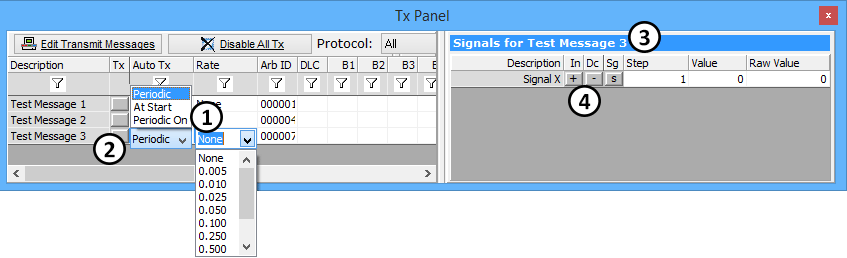 Tx Panel
x
Edit Transmit Messages Disable All Tx Protocol: All
Description Tx Auto Tx Rate Arb ID DLC B1 B2 B3
Test Message 1 000001
Test Message 2 000004
Test Message 3 Periodic None 000007
Periodic
At Start
Periodic On
1
2
None
0.005
0.010
0.025
0.050
0.100
0.250
0.500
Signals for Test Message 3
3
Description In Dc Sg Step Value Raw Value
Signal X + - s 1 0 0
4